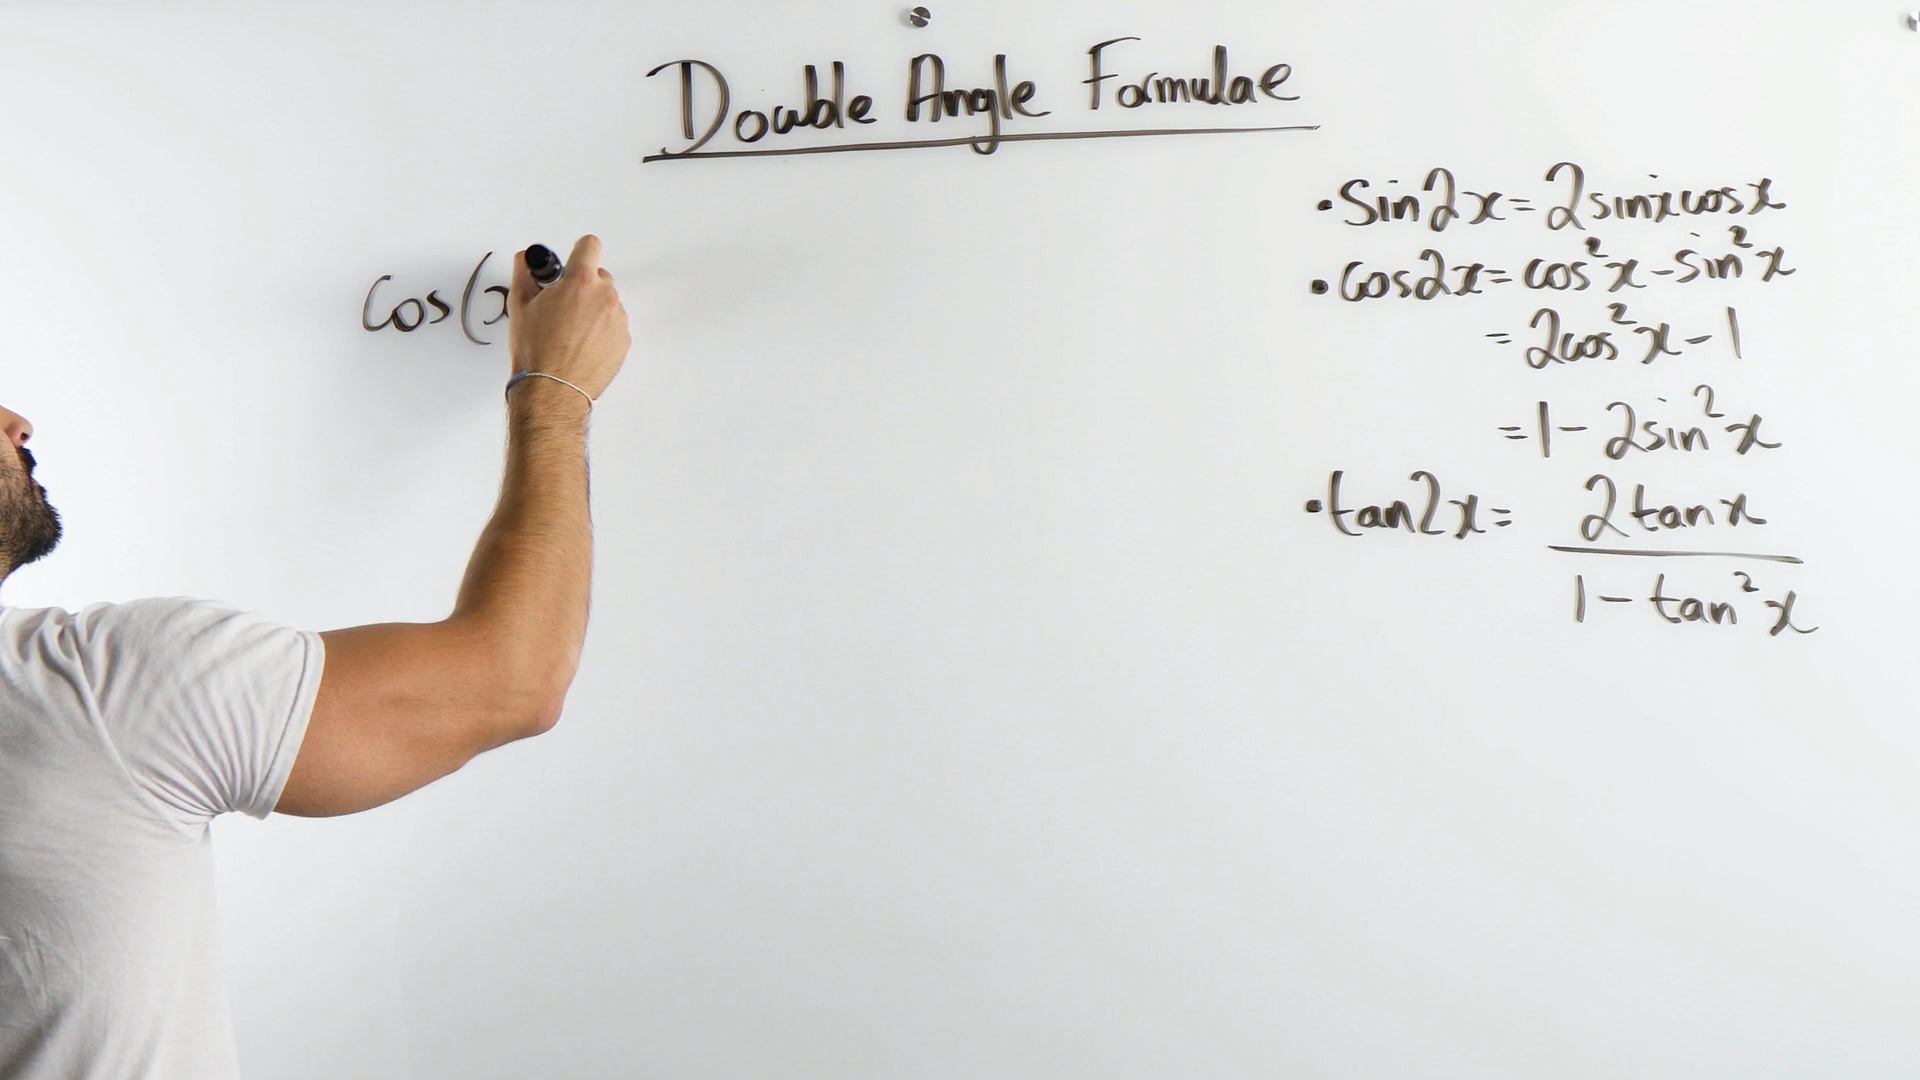 Double Angle Formulae
• Sin2x = 2sinxcosx
• Cos2x = cos²x - sin²x
= 2cos²x - 1
= 1 - 2sin²x
• tan2x = 2tanx
1 - tan²x
Cos(x